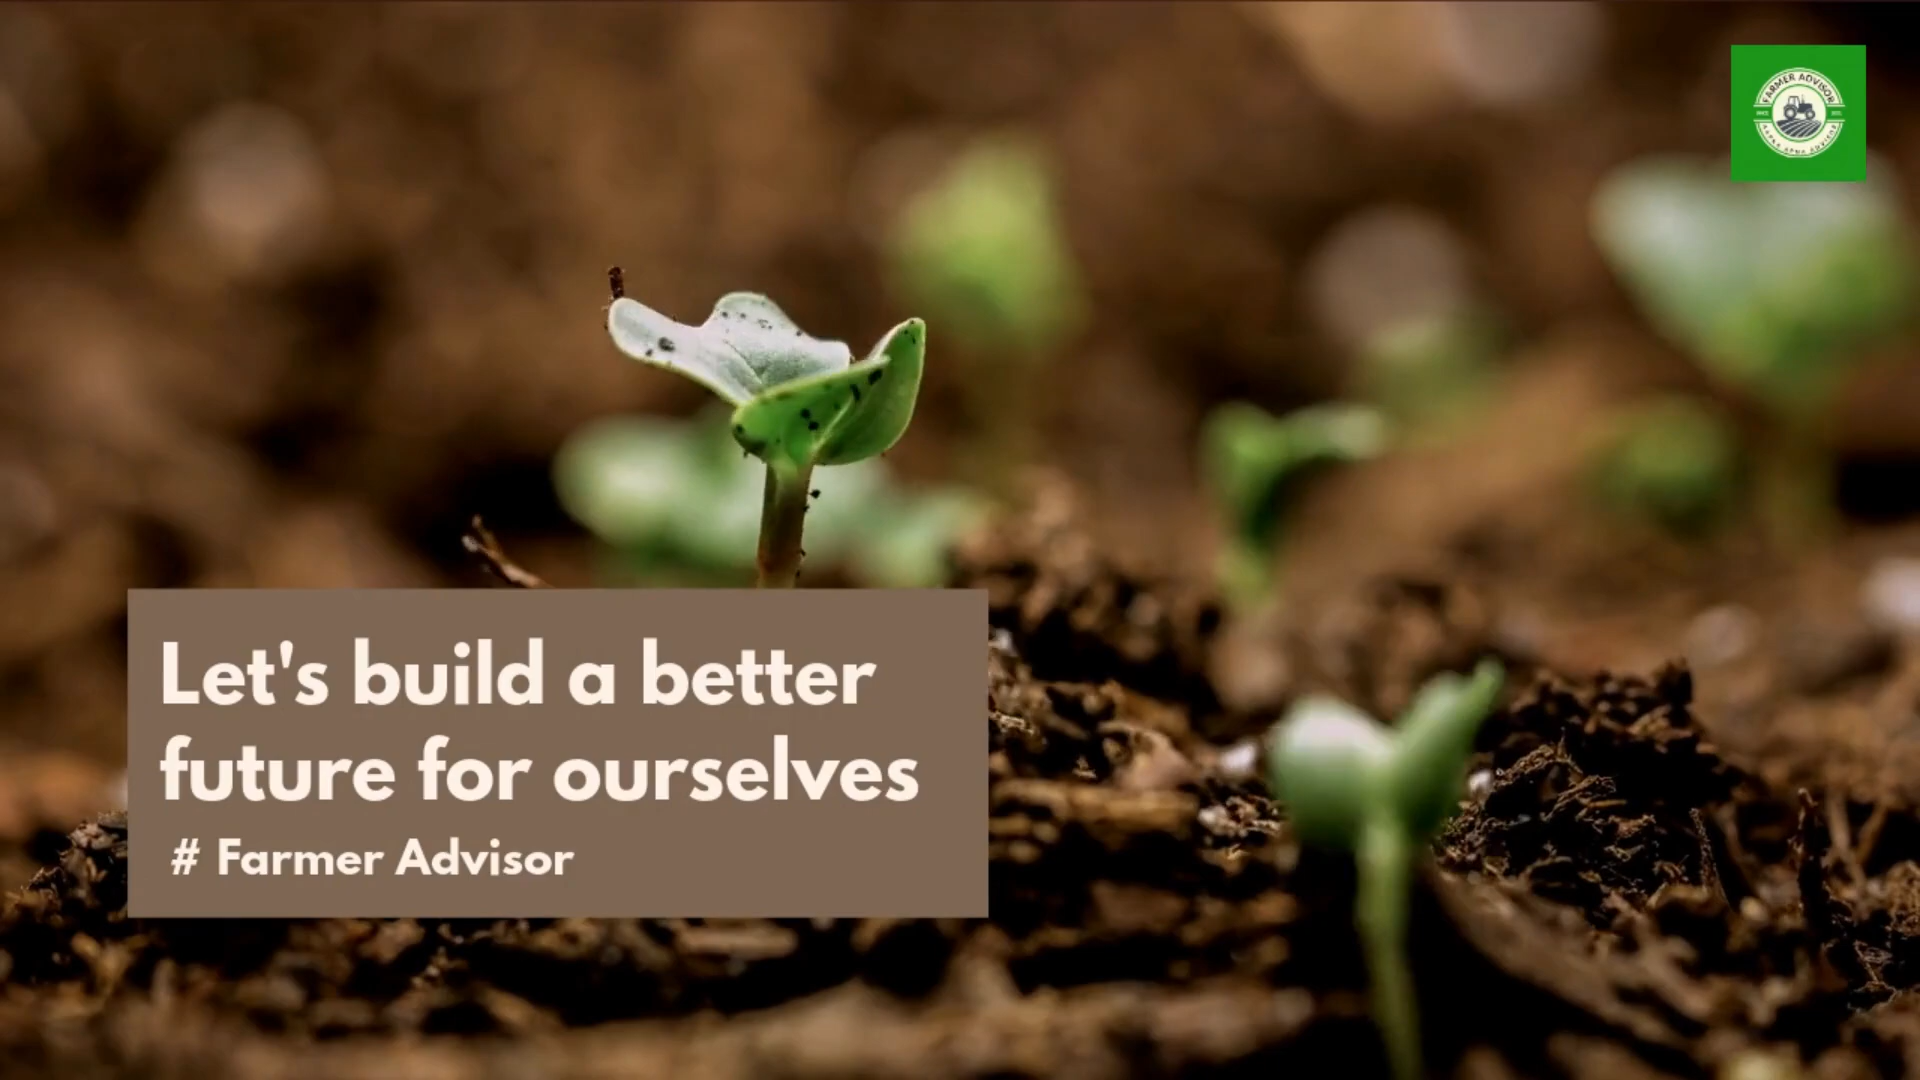 FARMER ADVISOR
Let's build a better
future for ourselves
# Farmer Advisor